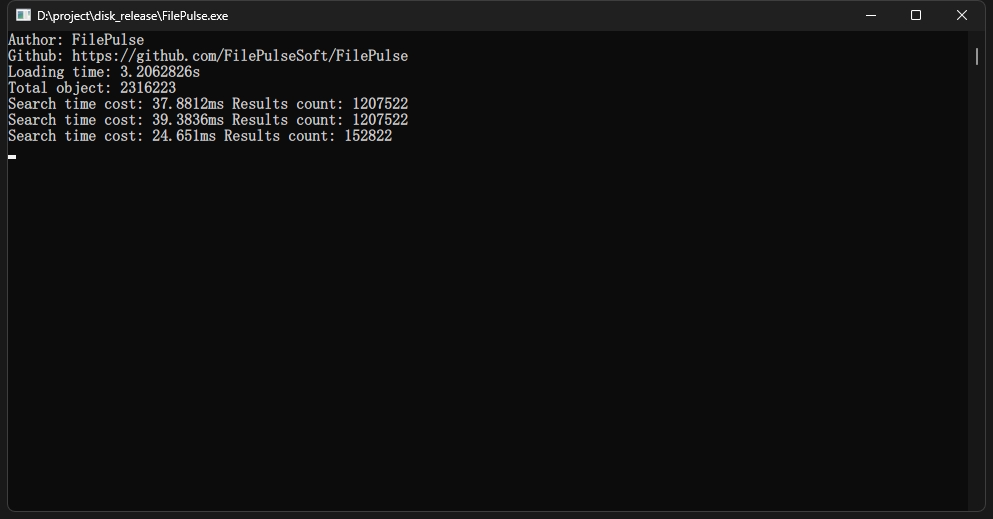 D:\project\disk_release\FilePulse.exe
Author: FilePulse
Github: https://github.com/FilePulseSoft/FilePulse
Loading time: 3.2062826s
Total object: 2316223
Search time cost: 37.8812ms Results count: 1207522
Search time cost: 39.3836ms Results count: 1207522
Search time cost: 24.651ms Results count: 152822